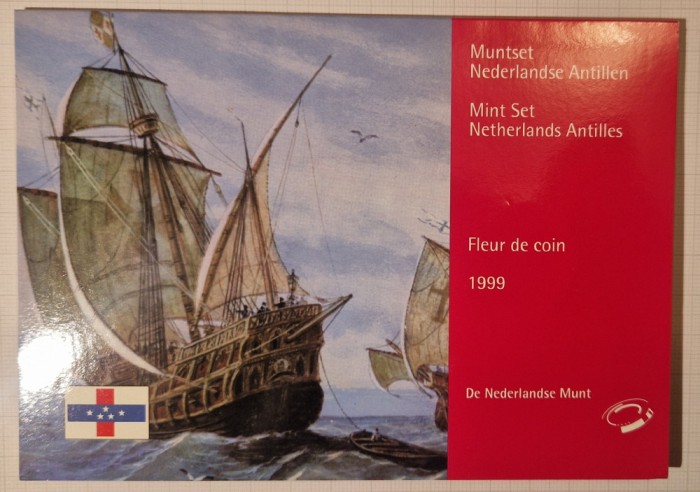 Muntset
Nederlandse Antillen
Mint Set
Netherlands Antilles
Fleur de coin
1999
De Nederlandse Munt